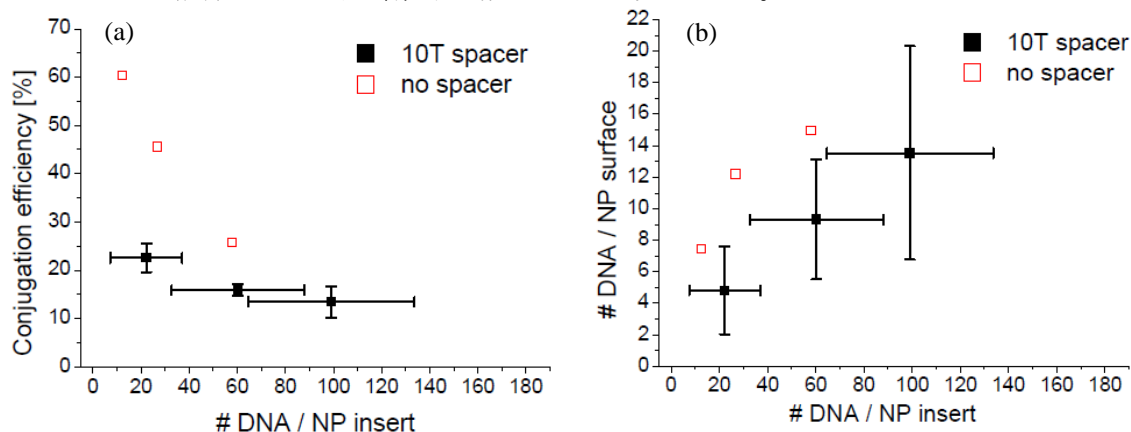 (a)
10T spacer
no spacer
Conjugation efficiency [%]
70
60
50
40
30
20
10
0
0 20 40 60 80 100 120 140 160 180
# DNA / NP insert
(b)
10T spacer
no spacer
# DNA / NP surface
22
20
18
16
14
12
10
8
6
4
2
0
0 20 40 60 80 100 120 140 160 180
# DNA / NP insert